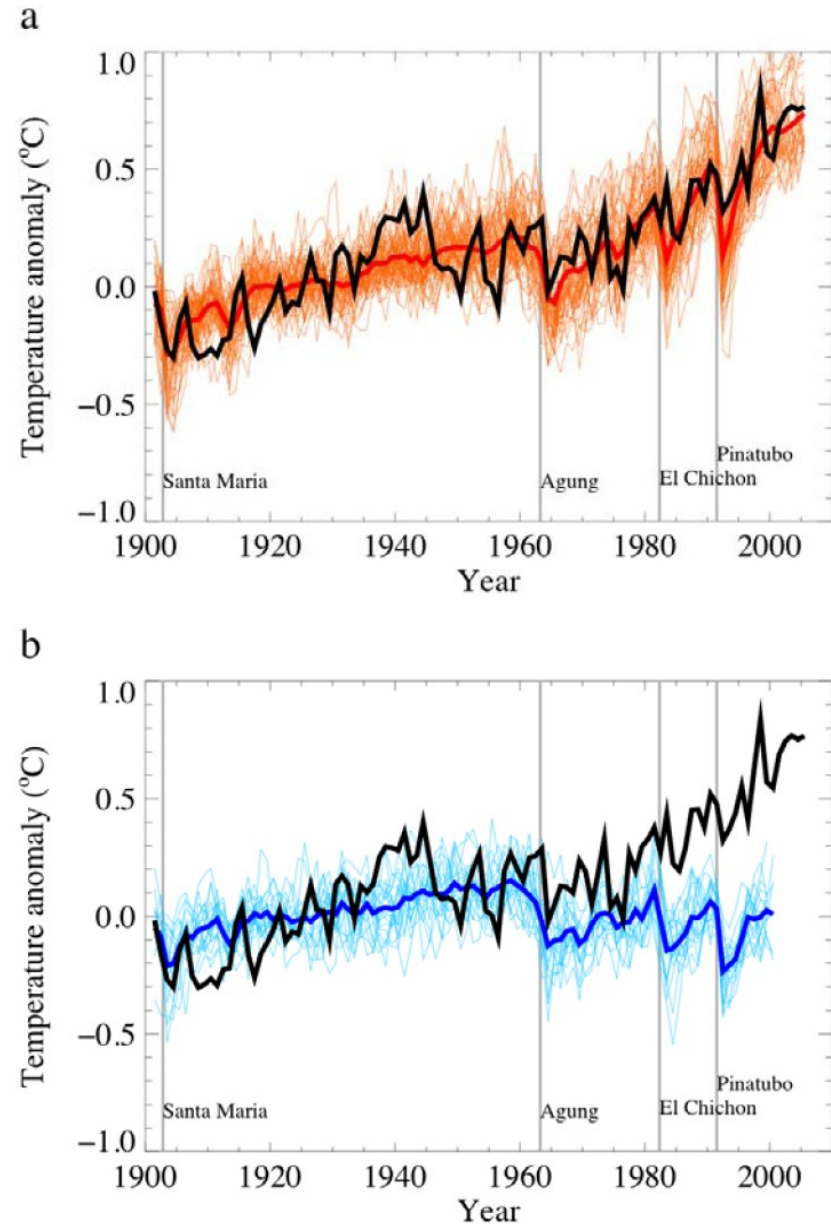 a
1.0
0.5
0.0
−0.5
−1.0
Temperature anomaly (°C)
Santa Maria
Agung
El Chichon
Pinatubo
1900 1920 1940 1960 1980 2000
Year
b
1.0
0.5
0.0
−0.5
−1.0
Temperature anomaly (°C)
Santa Maria
Agung
El Chichon
Pinatubo
1900 1920 1940 1960 1980 2000
Year